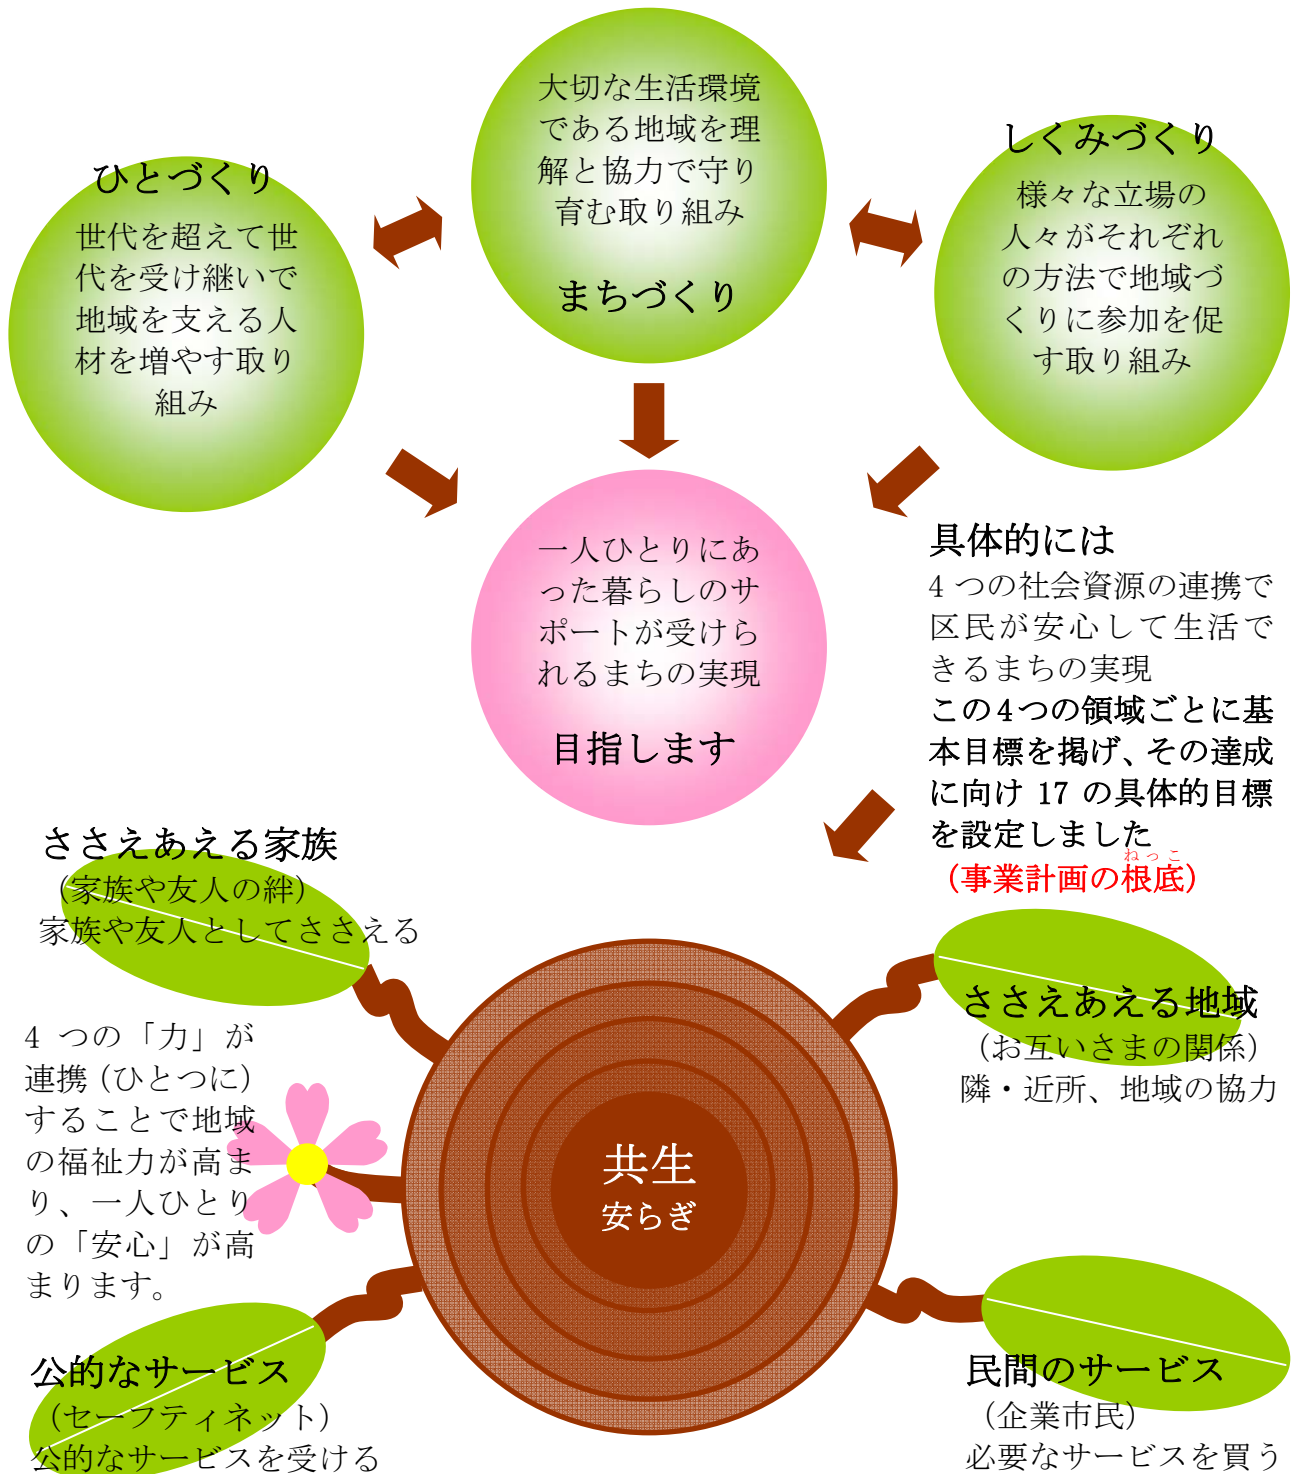 ひとづくり
世代を超えて世
代を受け継いで
地域を支える人
材を増やす取り
組み
大切な生活環境
である地域を理
解と協力で守り
育む取り組み
まちづくり
しくみづくり
様々な立場の
人々がそれぞれ
の方法で地域づ
くりに参加を促
す取り組み
一人ひとりにあ
った暮らしのサ
ポートが受けら
れるまちの実現
目指します
具体的には
4 つの社会資源の連携で
区民が安心して生活で
きるまちの実現
この4つの領域ごとに基
本目標を掲げ、その達成
に向け 17 の具体的目標
を設定しました
ねっこ
（事業計画の根底）
ささえあえる家族
（家族や友人の絆）
家族や友人としてささえる
ささえあえる地域
（お互いさまの関係）
隣・近所、地域の協力
4 つの「力」が
連携（ひとつに）
することで地域
の福祉力が高ま
り、一人ひとり
の「安心」が高
まります。
共生
安らぎ
公的なサービス
（セーフティネット）
公的なサービスを受ける
民間のサービス
（企業市民）
必要なサービスを買う